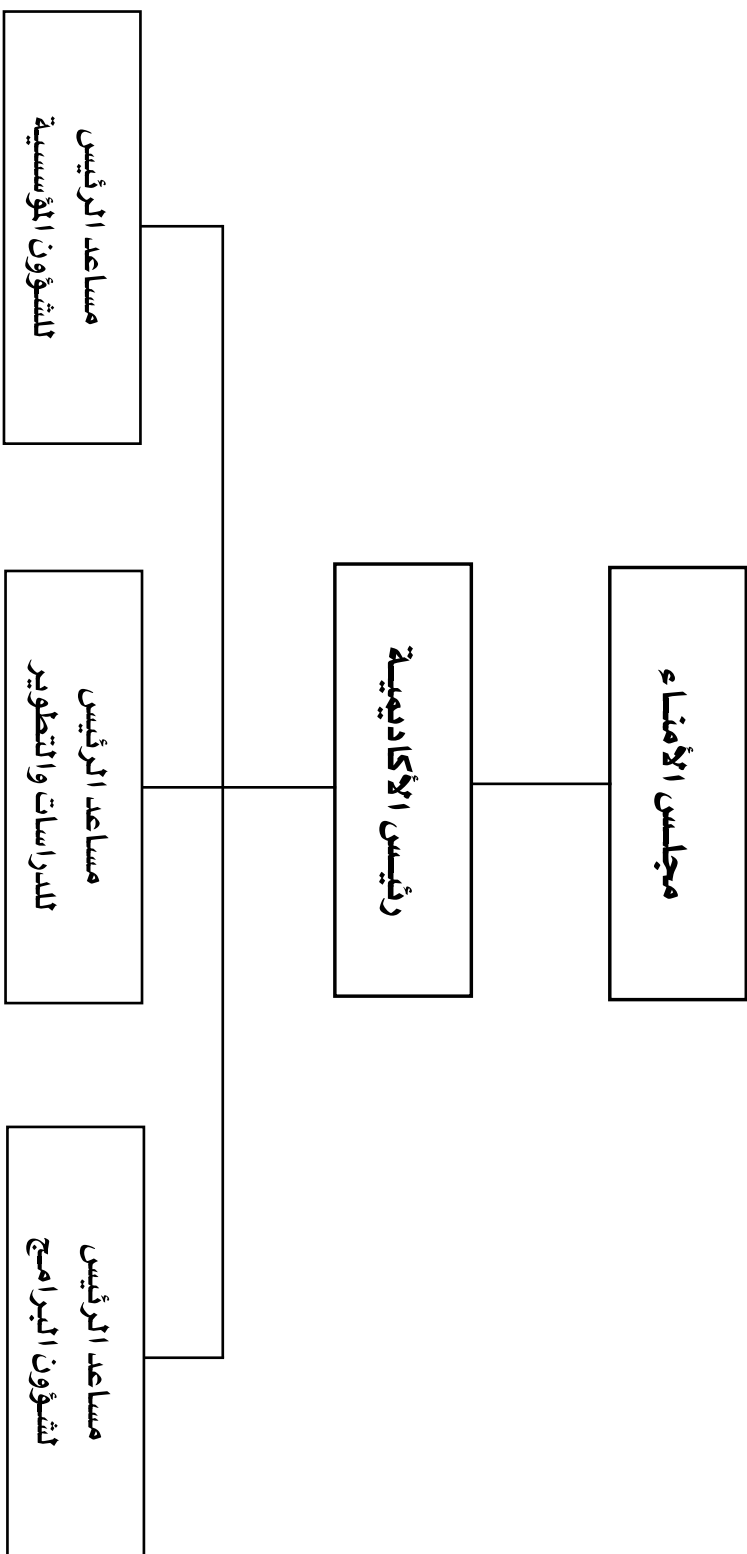 مجلس الأمناء
رئيس الأكاديمية
مساعد الرئيس
لشؤون البرامج
مساعد الرئيس
للدراسات والتطوير
مساعد الرئيس
للشؤون المؤسسية